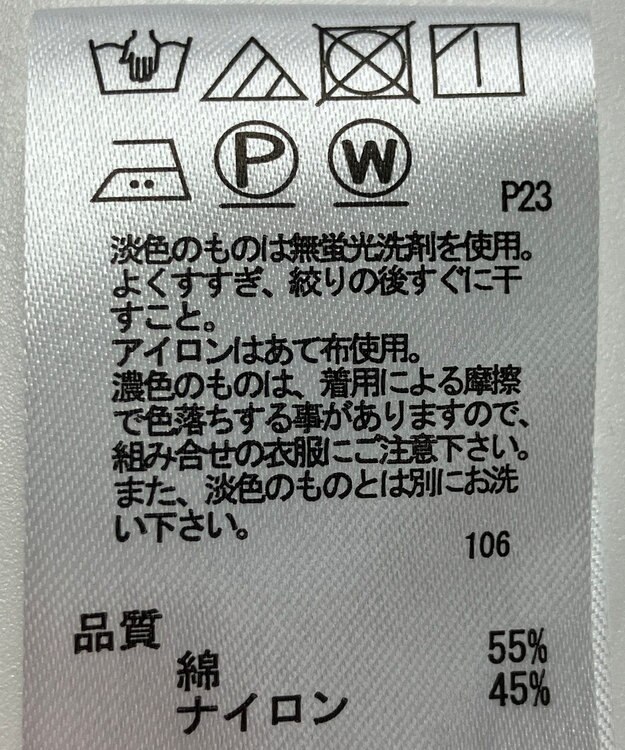 P W
P23
淡色のものは無蛍光洗剤を使用。
よくすすぎ、絞りの後すぐに干
すこと。
アイロンはあて布使用。
濃色のものは、着用による摩擦
で色落ちする事がありますので、
組み合せの衣服にご注意下さい。
また、淡色のものとは別にお洗
い下さい。
106
品質
綿 55%
ナイロン 45%